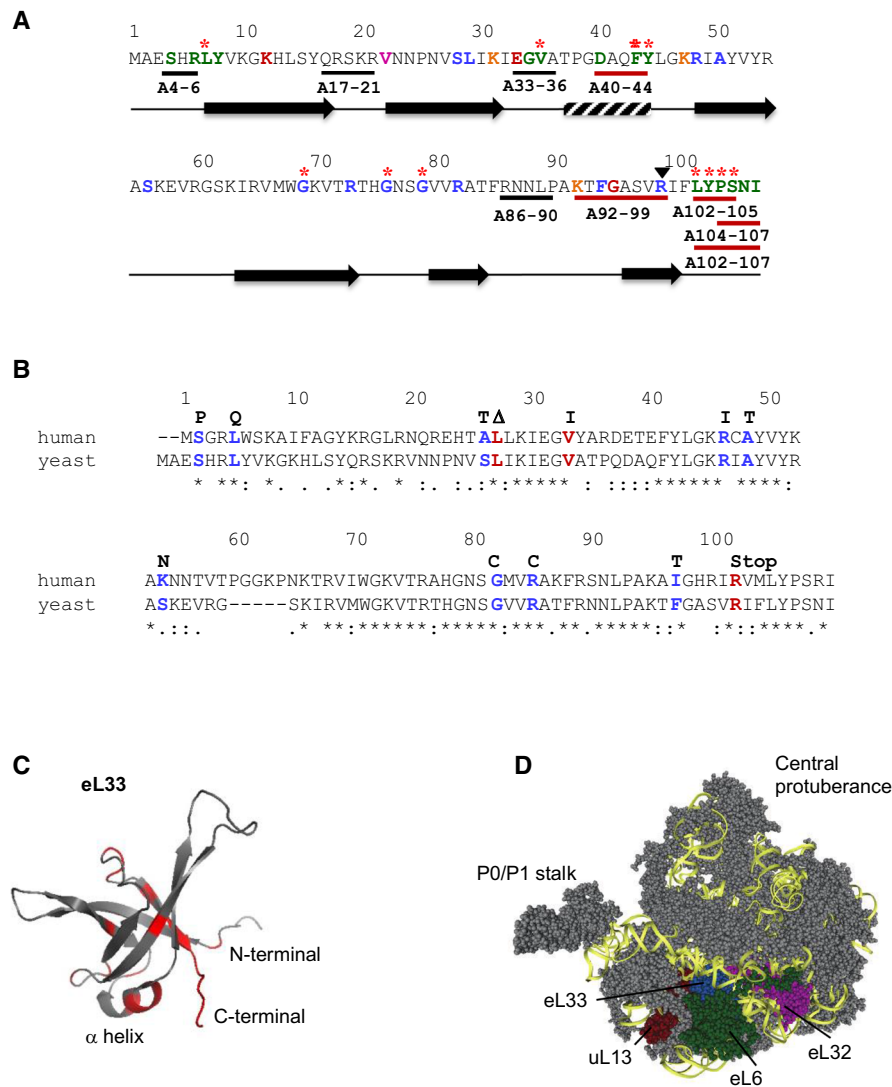 A
1 10 20 30 40 50
* * * *
MAESHRLYVKGKHLSYQRSKRVNNPNVSLIKIEGVATPGDAQFYLGKRIAYVYR
A4-6 A17-21 A33-36 A40-44
60 70 80 90 100
* * * * * * *
ASKEVRGSKIRVMWGKVTRTHGNSGVVRATFRNNLPAKTFGASVRIFLYPSNI
A86-90 A92-99 A102-105
A104-107
A102-107
B
1 10 20 30 40 50
P Q T Δ I I T
human --MSGRLWSKAIFAGYKRGLRNQREHTALLKIEGVYARDETEFYLGKRCAYVYK
yeast MAESHRLYVKGKHLSYQRSKRVNNPNVSLIKIEGVATPQDAQFYLGKRIAYVYR
60 70 80 90 100
N C C T Stop
human AKNNTVTPGGKPNKTRVIWGKVTRAHGNSGMVRAKFRSNLPAKAIGHRIRVMLYPSRI
yeast ASKEVRG-----SKIRVMWGKVTRTHGNSGVVRATFRNNLPAKTFGASVRIFLYPSNI
C
eL33
N-terminal
C-terminal
α helix
D
Central
protuberance
P0/P1 stalk
eL33
uL13
eL6
eL32